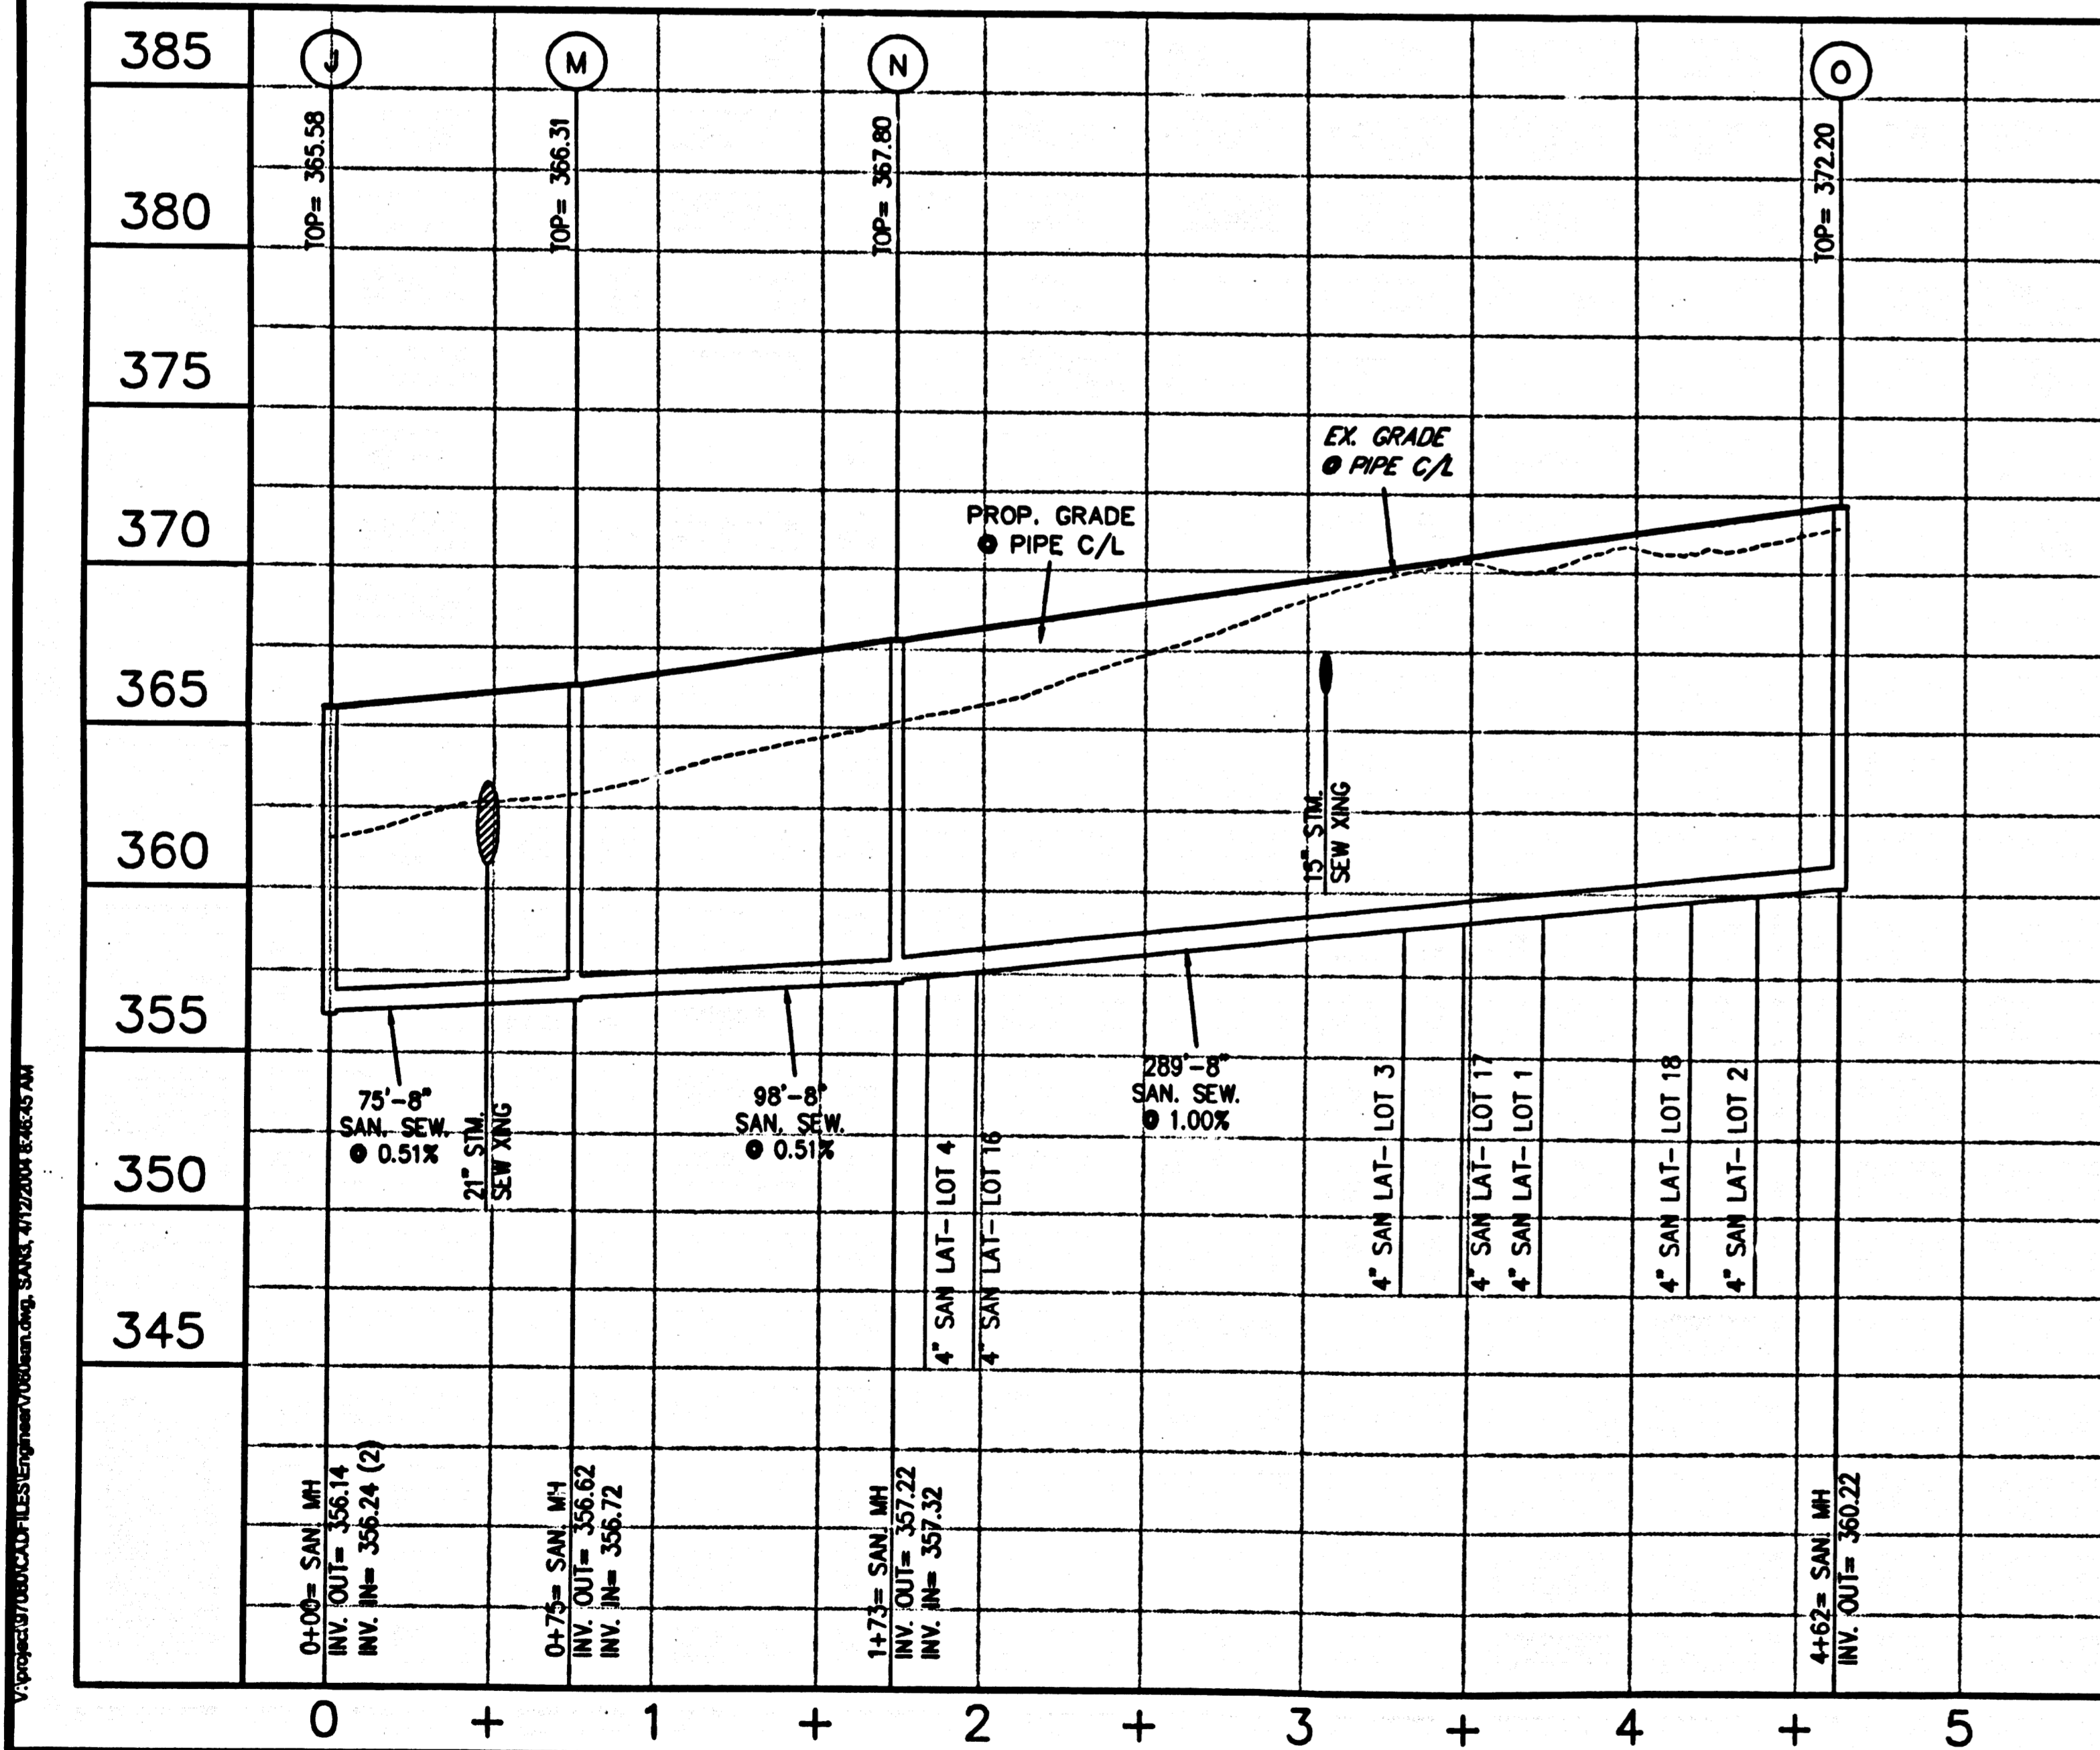 385
380
375
370
365
360
355
350
345
J
M
N
O
TOP= 365.58
TOP= 366.31
TOP= 367.80
TOP= 372.20
EX. GRADE
@ PIPE C/L
PROP. GRADE
@ PIPE C/L
15" STM.
SEW XING
75'-8"
SAN. SEW.
@ 0.51%
21" STM.
SEW XING
98'-8"
SAN. SEW.
@ 0.51%
4" SAN LAT- LOT 4
4" SAN LAT- LOT 16
289'-8"
SAN. SEW.
@ 1.00%
4" SAN LAT- LOT 3
4" SAN LAT- LOT 17
4" SAN LAT- LOT 1
4" SAN LAT- LOT 18
4" SAN LAT- LOT 2
0+00= SAN. MH
INV. OUT= 356.14
INV. IN= 356.24 (2)
0+75= SAN. MH
INV. OUT= 356.62
INV. IN= 356.72
1+73= SAN. MH
INV. OUT= 357.22
INV. IN= 357.32
4+62= SAN. MH
INV. OUT= 360.22
0 + 1 + 2 + 3 + 4 + 5
4/12/2004 8:46:45 AM